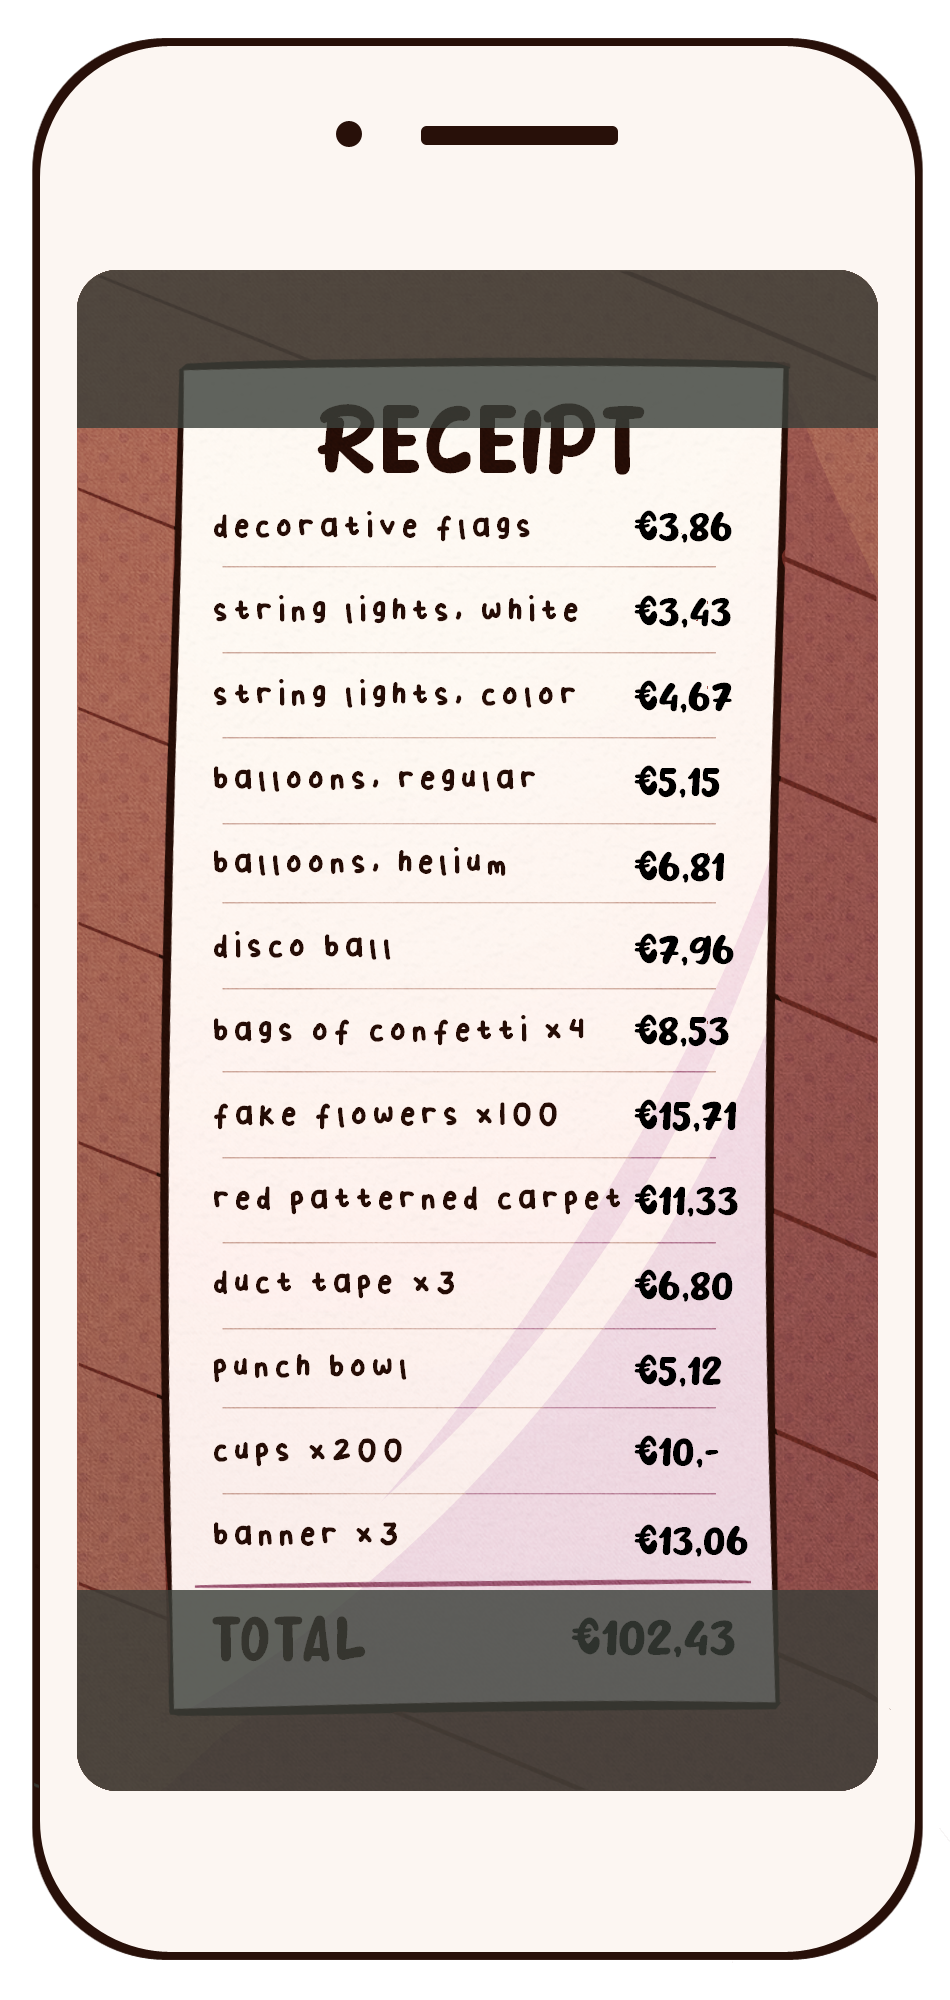 RECEIPT
decorative flags €3,86
string lights, white €3,43
string lights, color €4,67
balloons, regular €5,15
balloons, helium €6,81
disco ball €7,96
bags of confetti x4 €8,53
fake flowers x100 €15,71
red patterned carpet €11,33
duct tape x3 €6,80
punch bowl €5,12
cups x200 €10,-
banner x3 €13,06
TOTAL €102,43